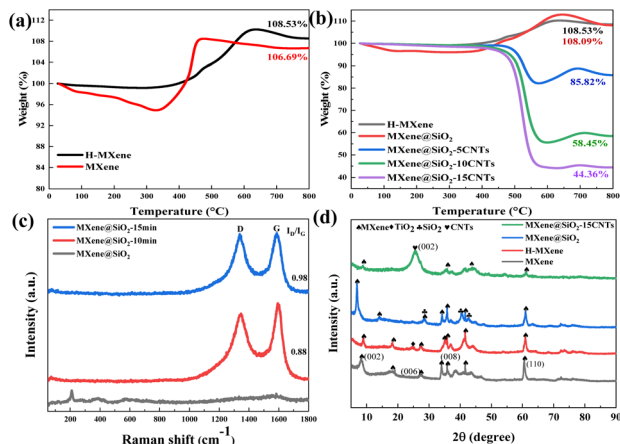 (a)
120
116
112
108
104
100
96
92
88
84
80
Weight (%)
108.53%
106.69%
H-MXene
MXene
0 100 200 300 400 500 600 700 800
Temperature (°C)
(b)
110
100
90
80
70
60
50
40
Weight (%)
108.53%
108.09%
85.82%
58.45%
44.36%
H-MXene
MXene@SiO₂
MXene@SiO₂-5CNTs
MXene@SiO₂-10CNTs
MXene@SiO₂-15CNTs
0 100 200 300 400 500 600 700 800
Temperature (°C)
(c)
MXene@SiO₂-15min
MXene@SiO₂-10min
MXene@SiO₂
D G I_D/I_G
0.98
0.88
Intensity (a.u.)
0 200 400 600 800 1000 1200 1400 1600 1800
Raman shift (cm⁻¹)
(d)
♠MXene♦TiO₂ ♣SiO₂ ♥CNTs
MXene@SiO₂-15CNTs
MXene@SiO₂
H-MXene
MXene
(002)
(002)
(006)
(008)
(110)
Intensity (a.u.)
10 20 30 40 50 60 70 80 90
2θ (degree)